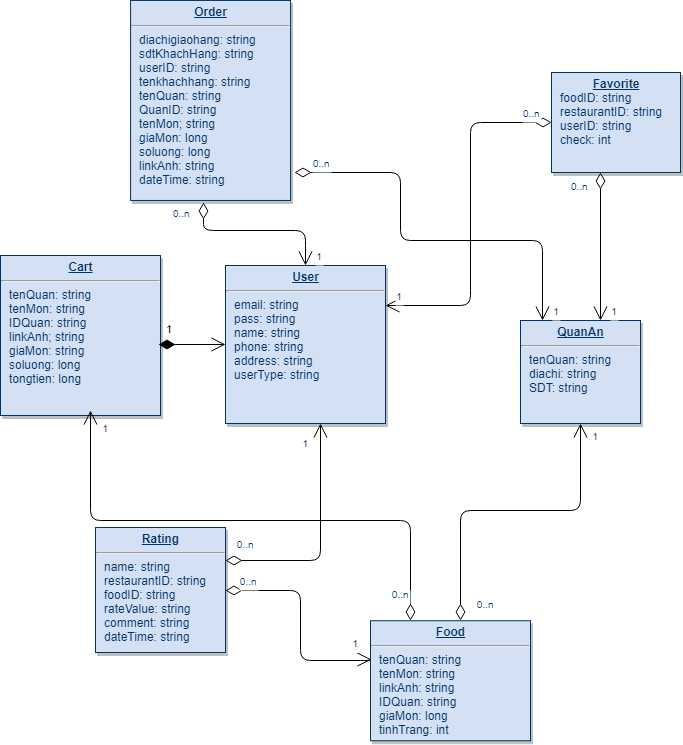 Order
diachigiaohang: string
sdtKhachHang: string
userID: string
tenkhachhang: string
tenQuan: string
QuanID: string
tenMon; string
giaMon: long
soluong: long
linkAnh: string
dateTime: string
Favorite
foodID: string
restaurantID: string
userID: string
check: int
0..n
0..n
0..n
0..n
1
Cart
tenQuan: string
tenMon: string
IDQuan: string
linkAnh; string
giaMon: string
soluong: long
tongtien: long
1
User
email: string
pass: string
name: string
phone: string
address: string
userType: string
1
1
1
QuanAn
tenQuan: string
diachi: string
SDT: string
1
1
1
Rating
name: string
restaurantID: string
foodID: string
rateValue: string
comment: string
dateTime: string
0..n
0..n
0..n
0..n
1
Food
tenQuan: string
tenMon: string
linkAnh: string
IDQuan: string
giaMon: long
tinhTrang: int